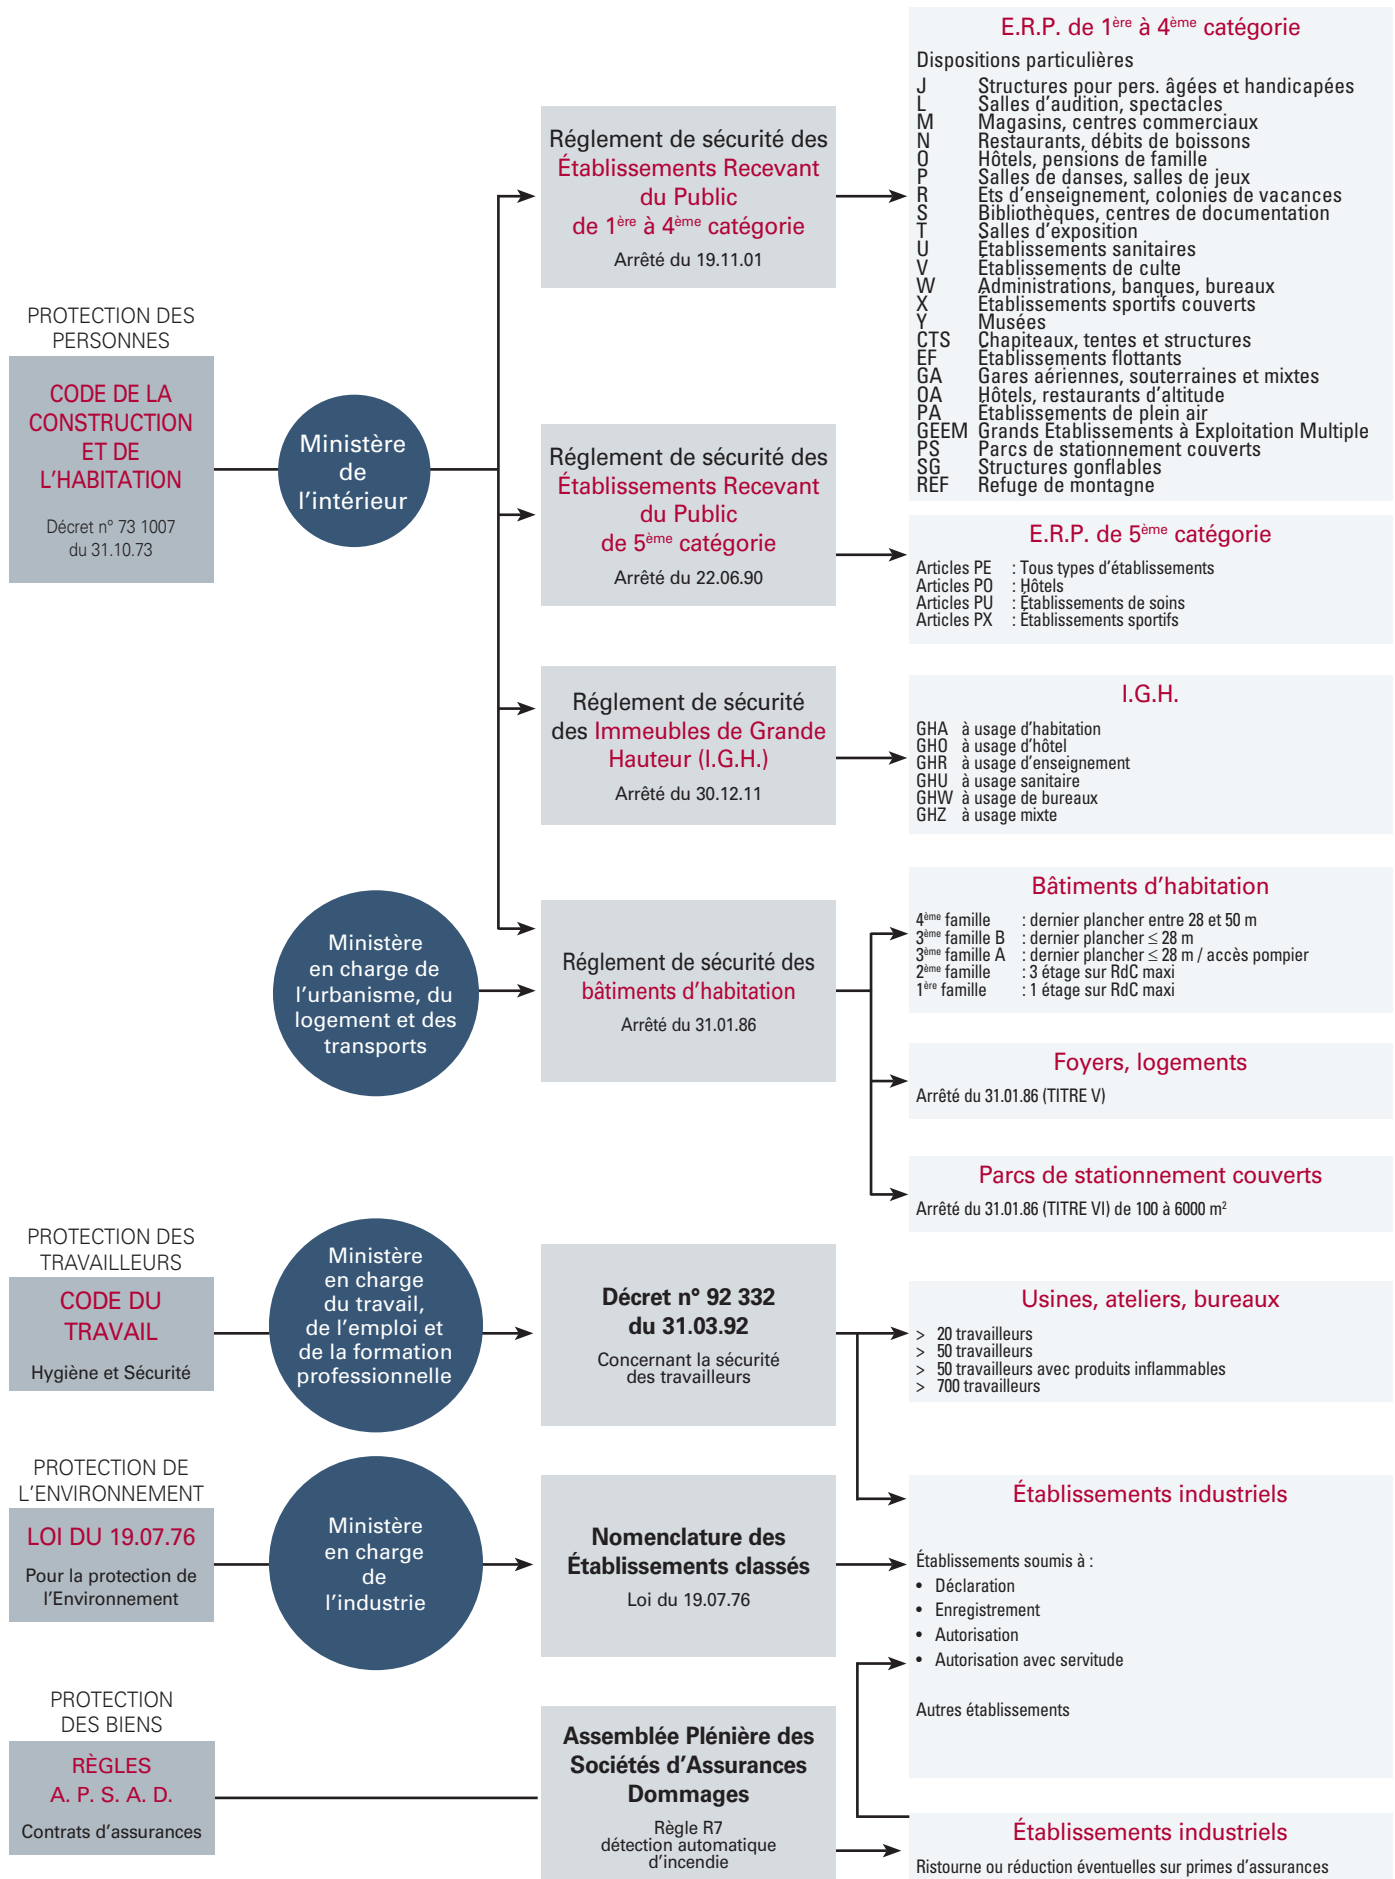 PROTECTION DES
PERSONNES
CODE DE LA
CONSTRUCTION
ET DE
L'HABITATION
Décret n° 73 1007
du 31.10.73
Ministère
de
l'intérieur
Réglement de sécurité des
Établissements Recevant
du Public
de 1ère à 4ème catégorie
Arrêté du 19.11.01
E.R.P. de 1ère à 4ème catégorie
Dispositions particulières
J Structures pour pers. âgées et handicapées
L Salles d'audition, spectacles
M Magasins, centres commerciaux
N Restaurants, débits de boissons
O Hôtels, pensions de famille
P Salles de danses, salles de jeux
R Ets d'enseignement, colonies de vacances
S Bibliothèques, centres de documentation
T Salles d'exposition
U Établissements sanitaires
V Établissements de culte
W Administrations, banques, bureaux
X Établissements sportifs couverts
Y Musées
CTS Chapiteaux, tentes et structures
EF Établissements flottants
GA Gares aériennes, souterraines et mixtes
OA Hôtels, restaurants d'altitude
PA Établissements de plein air
GEEM Grands Etablissements à Exploitation Multiple
PS Parcs de stationnement couverts
SG Structures gonflables
REF Refuge de montagne
Réglement de sécurité des
Établissements Recevant
du Public
de 5ème catégorie
Arrêté du 22.06.90
E.R.P. de 5ème catégorie
Articles PE : Tous types d'établissements
Articles PO : Hôtels
Articles PU : Établissements de soins
Articles PX : Établissements sportifs
Réglement de sécurité
des Immeubles de Grande
Hauteur (I.G.H.)
Arrêté du 30.12.11
I.G.H.
GHA à usage d'habitation
GHO à usage d'hôtel
GHR à usage d'enseignement
GHU à usage sanitaire
GHW à usage de bureaux
GHZ à usage mixte
Ministère
en charge de
l'urbanisme, du
logement et des
transports
Réglement de sécurité des
bâtiments d'habitation
Arrêté du 31.01.86
Bâtiments d'habitation
4ème famille : dernier plancher entre 28 et 50 m
3ème famille B : dernier plancher ≤ 28 m
3ème famille A : dernier plancher ≤ 28 m / accès pompier
2ème famille : 3 étage sur RdC maxi
1ère famille : 1 étage sur RdC maxi
Foyers, logements
Arrêté du 31.01.86 (TITRE V)
Parcs de stationnement couverts
Arrêté du 31.01.86 (TITRE VI) de 100 à 6000 m²
PROTECTION DES
TRAVAILLEURS
CODE DU
TRAVAIL
Hygiène et Sécurité
Ministère
en charge
du travail,
de l'emploi et
de la formation
professionnelle
Décret n° 92 332
du 31.03.92
Concernant la sécurité
des travailleurs
Usines, ateliers, bureaux
> 20 travailleurs
> 50 travailleurs
> 50 travailleurs avec produits inflammables
> 700 travailleurs
PROTECTION DE
L'ENVIRONNEMENT
LOI DU 19.07.76
Pour la protection de
l'Environnement
Ministère
en charge
de
l'industrie
Nomenclature des
Établissements classés
Loi du 19.07.76
Établissements industriels
Établissements soumis à :
• Déclaration
• Enregistrement
• Autorisation
• Autorisation avec servitude
Autres établissements
PROTECTION
DES BIENS
RÈGLES
A. P. S. A. D.
Contrats d'assurances
Assemblée Plénière des
Sociétés d'Assurances
Dommages
Règle R7
détection automatique
d'incendie
Établissements industriels
Ristourne ou réduction éventuelles sur primes d'assurances